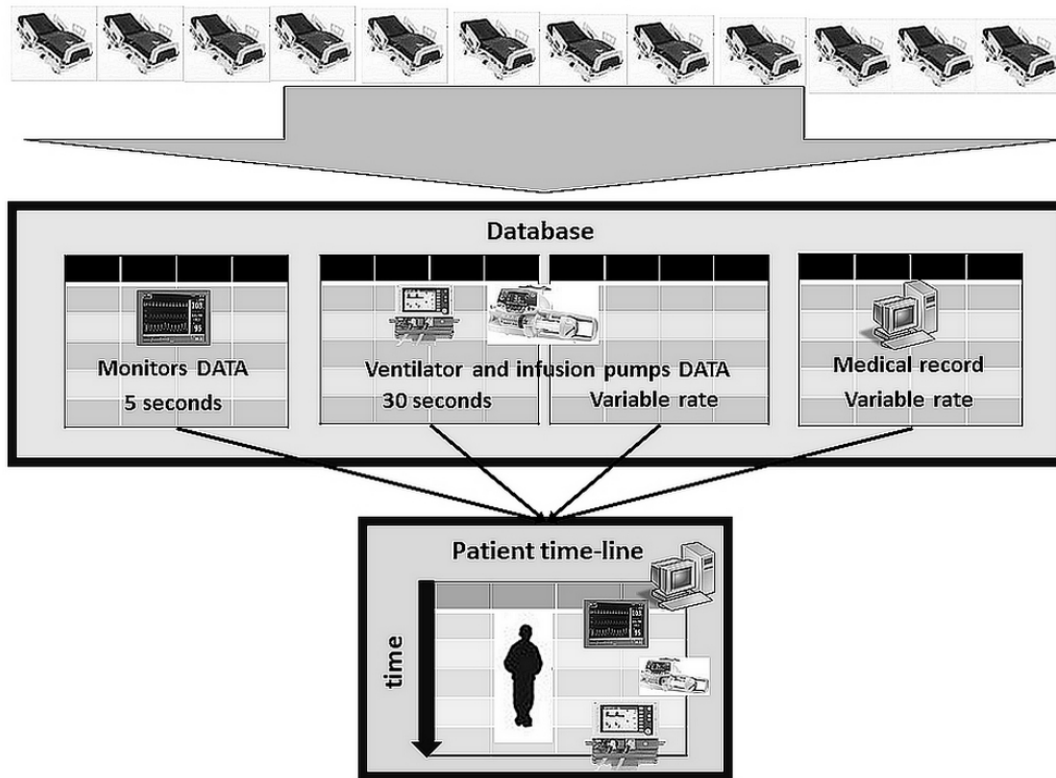 Database
Monitors DATA
5 seconds
Ventilator and infusion pumps DATA
30 seconds
Variable rate
Medical record
Variable rate
Patient time-line
time